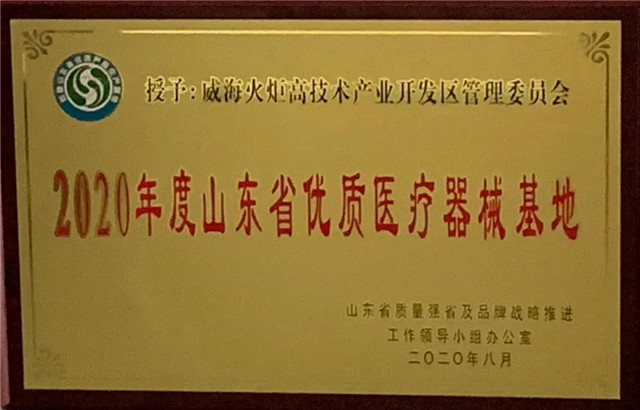 授予:威海火炬高技术产业开发区管理委员会
2020年度山东省优质医疗器械基地
山东省质量强省及品牌战略推进
工作领导小组办公室
二〇二〇年八月